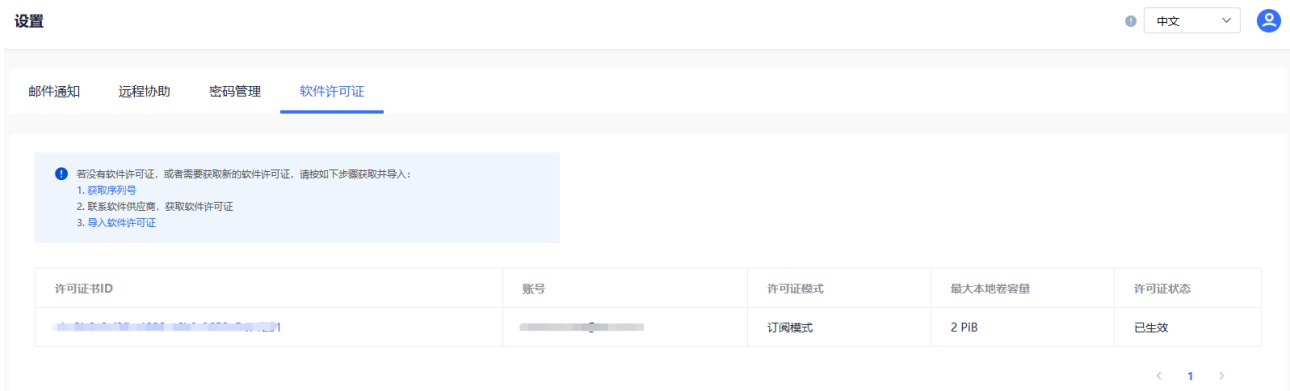 设置
中文
邮件通知 远程协助 密码管理 软件许可证
若没有软件许可证，或者需要获取新的软件许可证，请按如下步骤获取并导入：
1. 获取序列号
2. 联系软件供应商，获取软件许可证
3. 导入软件许可证
许可证书ID 账号 许可证模式 最大本地卷容量 许可证状态
订阅模式 2 PiB 已生效
1